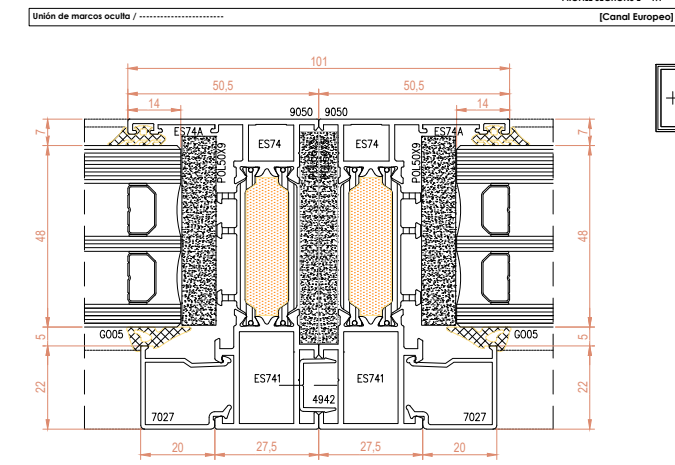 Unión de marcos oculta / ------------------------ [Canal Europeo]
101
50,5 50,5
14 9050 9050 14
7 ES74A ES74 ES74 ES74A 7
POL50X9 POL50X9
48 48
5 G005 G005 5
22 ES741 ES741 22
4942
7027 7027
20 27,5 27,5 20